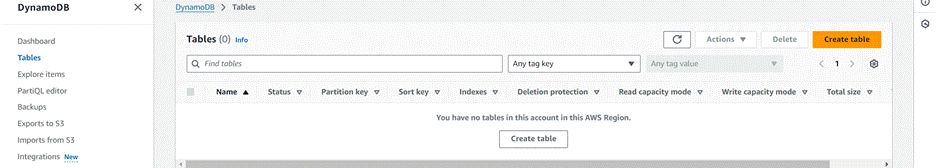 DynamoDB
Dashboard
Tables
Explore items
PartiQL editor
Backups
Exports to S3
Imports from S3
Integrations New
DynamoDB Tables
Tables (0) Info
Actions Delete Create table
Find tables Any tag key Any tag value 1
Name Status Partition key Sort key Indexes Deletion protection Read capacity mode Write capacity mode Total size
You have no tables in this account in this AWS Region.
Create table